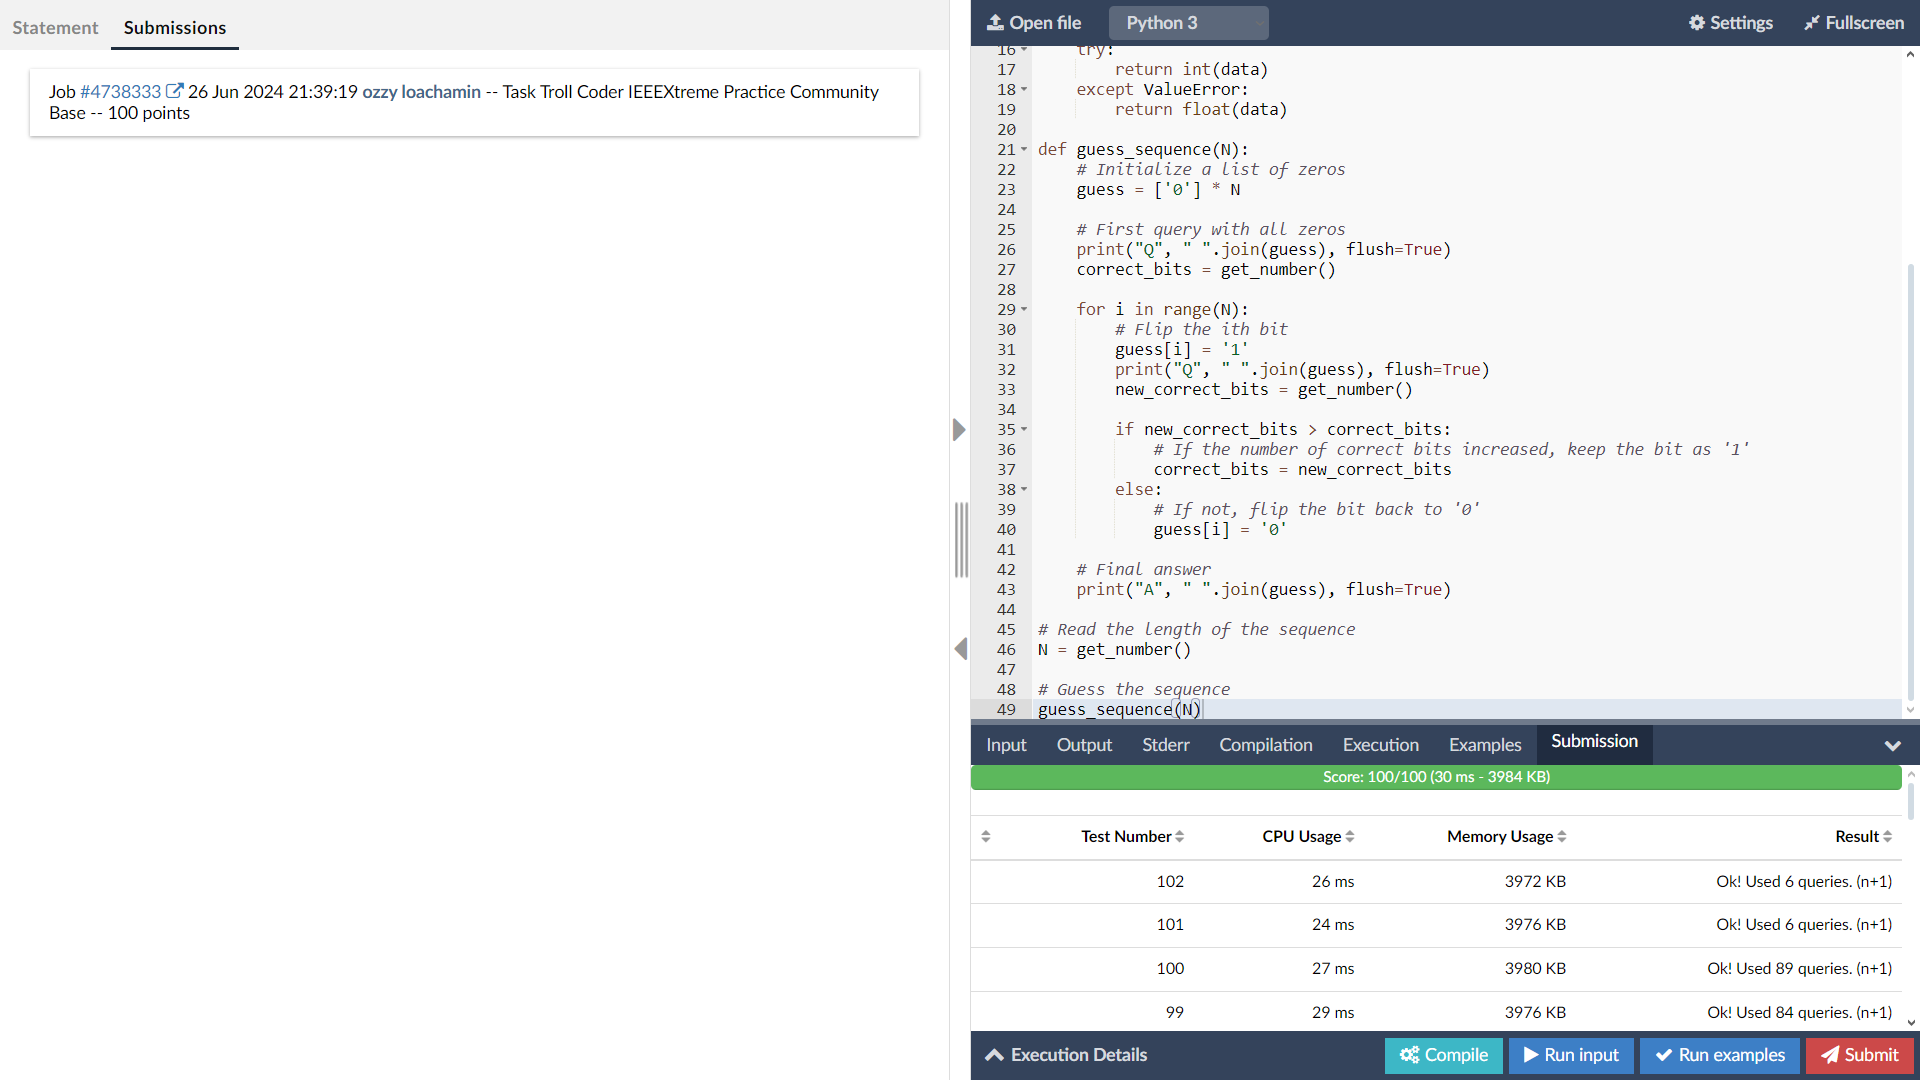 Statement
Submissions
Job #4738333 26 Jun 2024 21:39:19 ozzy loachamin -- Task Troll Coder IEEEXtreme Practice Community
Base -- 100 points
Open file
Python 3
Settings
Fullscreen
16 try:
17 return int(data)
18 except ValueError:
19 return float(data)
20
21 def guess_sequence(N):
22 # Initialize a list of zeros
23 guess = ['0'] * N
24
25 # First query with all zeros
26 print("Q", " ".join(guess), flush=True)
27 correct_bits = get_number()
28
29 for i in range(N):
30 # Flip the ith bit
31 guess[i] = '1'
32 print("Q", " ".join(guess), flush=True)
33 new_correct_bits = get_number()
34
35 if new_correct_bits > correct_bits:
36 # If the number of correct bits increased, keep the bit as '1'
37 correct_bits = new_correct_bits
38 else:
39 # If not, flip the bit back to '0'
40 guess[i] = '0'
41
42 # Final answer
43 print("A", " ".join(guess), flush=True)
44
45 # Read the length of the sequence
46 N = get_number()
47
48 # Guess the sequence
49 guess_sequence(N)
Input Output Stderr Compilation Execution Examples Submission
Score: 100/100 (30 ms - 3984 KB)
Test Number CPU Usage Memory Usage Result
102 26 ms 3972 KB Ok! Used 6 queries. (n+1)
101 24 ms 3976 KB Ok! Used 6 queries. (n+1)
100 27 ms 3980 KB Ok! Used 89 queries. (n+1)
99 29 ms 3976 KB Ok! Used 84 queries. (n+1)
Execution Details
Compile
Run input
Run examples
Submit